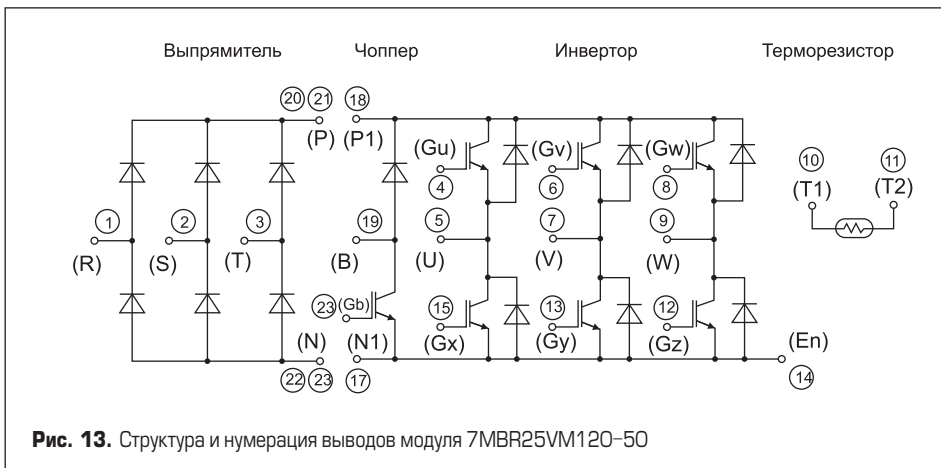 Выпрямитель Чоппер Инвертор Терморезистор
20 21 18
(P) (P1) (Gu) (Gv) (Gw)
4 6 8 10 11
(T1) (T2)
1 2 3 19 5 7 9
(R) (S) (T) (B) (U) (V) (W)
23 (Gb) 15 13 12
(N) (N1) (Gx) (Gy) (Gz) (En)
22 23 17 14
Рис. 13. Структура и нумерация выводов модуля 7MBR25VM120–50